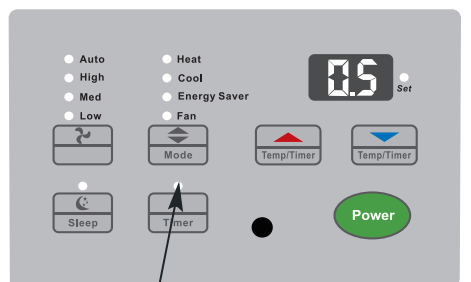 Auto
High
Med
Low
Heat
Cool
Energy Saver
Fan
0.5
Set
Mode
Temp/Timer
Temp/Timer
Sleep
Timer
Power